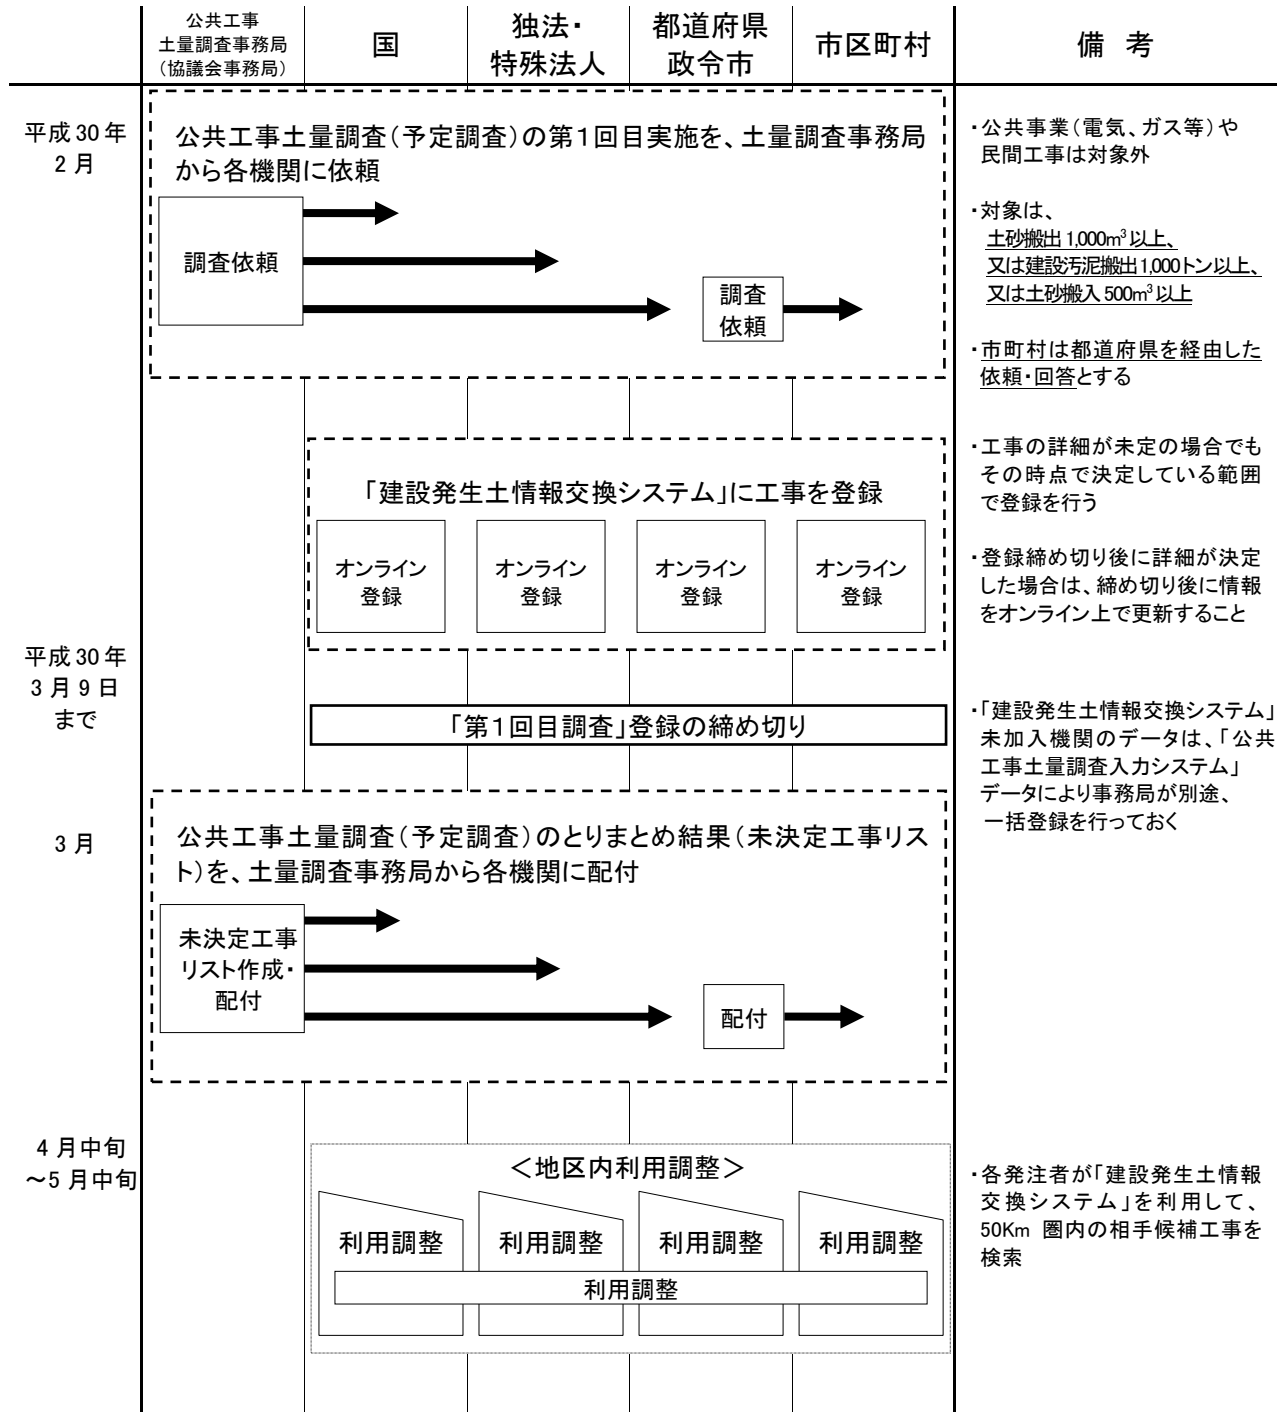 公共工事
土量調査事務局
（協議会事務局）
国
独法・
特殊法人
都道府県
政令市
市区町村
備 考
平成 30 年
2 月
公共工事土量調査（予定調査）の第１回目実施を、土量調査事務局
から各機関に依頼
調査依頼
調査
依頼
・公共事業（電気、ガス等）や
民間工事は対象外
・対象は、
土砂搬出 1,000m³ 以上、
又は建設汚泥搬出 1,000トン以上、
又は土砂搬入 500m³ 以上
・市町村は都道府県を経由した
依頼・回答とする
「建設発生土情報交換システム」に工事を登録
オンライン
登録
オンライン
登録
オンライン
登録
オンライン
登録
・工事の詳細が未定の場合でも
その時点で決定している範囲
で登録を行う
・登録締め切り後に詳細が決定
した場合は、締め切り後に情報
をオンライン上で更新すること
平成 30 年
3 月 9 日
まで
「第１回目調査」登録の締め切り
・「建設発生土情報交換システム」
未加入機関のデータは、「公共
工事土量調査入力システム」
データにより事務局が別途、
一括登録を行っておく
3 月
公共工事土量調査（予定調査）のとりまとめ結果（未決定工事リス
ト）を、土量調査事務局から各機関に配付
未決定工事
リスト作成・
配付
配付
4 月中旬
～5 月中旬
＜地区内利用調整＞
利用調整
利用調整
利用調整
利用調整
利用調整
・各発注者が「建設発生土情報
交換システム」を利用して、
50Km 圏内の相手候補工事を
検索